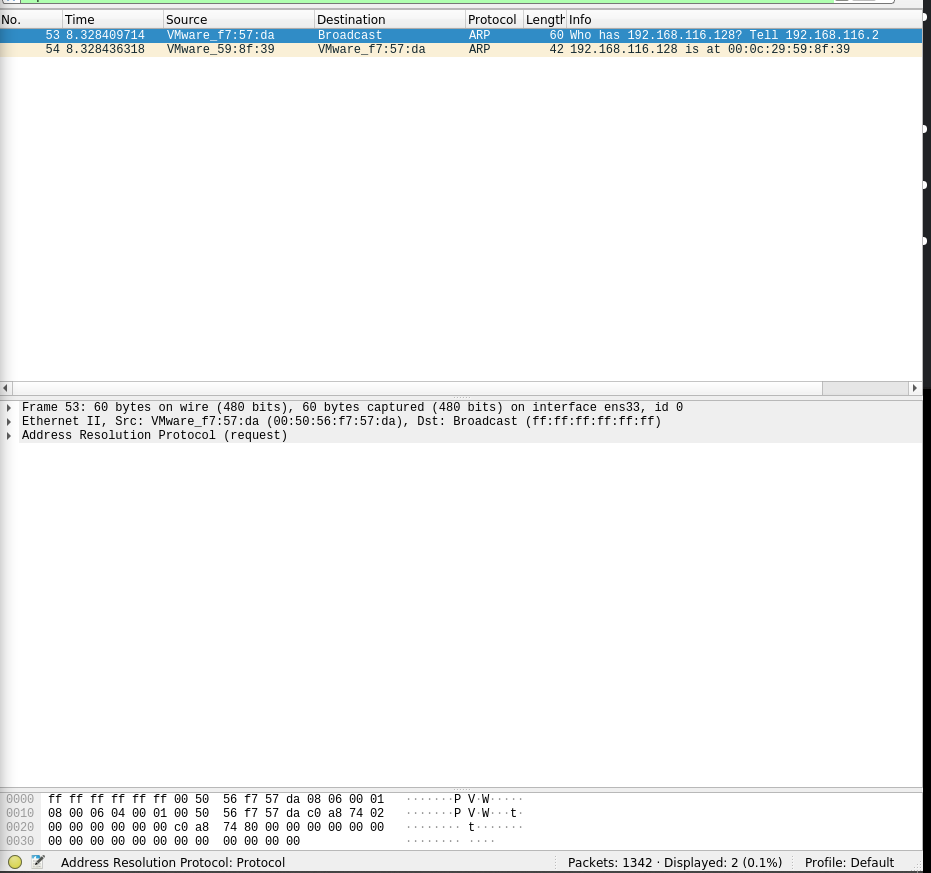 No. Time Source Destination Protocol Length Info
53 8.328409714 VMware_f7:57:da Broadcast ARP 60 Who has 192.168.116.128? Tell 192.168.116.2
54 8.328436318 VMware_59:8f:39 VMware_f7:57:da ARP 42 192.168.116.128 is at 00:0c:29:59:8f:39
Frame 53: 60 bytes on wire (480 bits), 60 bytes captured (480 bits) on interface ens33, id 0
Ethernet II, Src: VMware_f7:57:da (00:50:56:f7:57:da), Dst: Broadcast (ff:ff:ff:ff:ff:ff)
Address Resolution Protocol (request)
0000 ff ff ff ff ff ff 00 50 56 f7 57 da 08 06 00 01 ·······P V·W·····
0010 08 00 06 04 00 01 00 50 56 f7 57 da c0 a8 74 02 ·······P V·W···t·
0020 00 00 00 00 00 00 c0 a8 74 80 00 00 00 00 00 00 ········ t·······
0030 00 00 00 00 00 00 00 00 00 00 00 00 ········ ····
Address Resolution Protocol: Protocol Packets: 1342 · Displayed: 2 (0.1%) Profile: Default